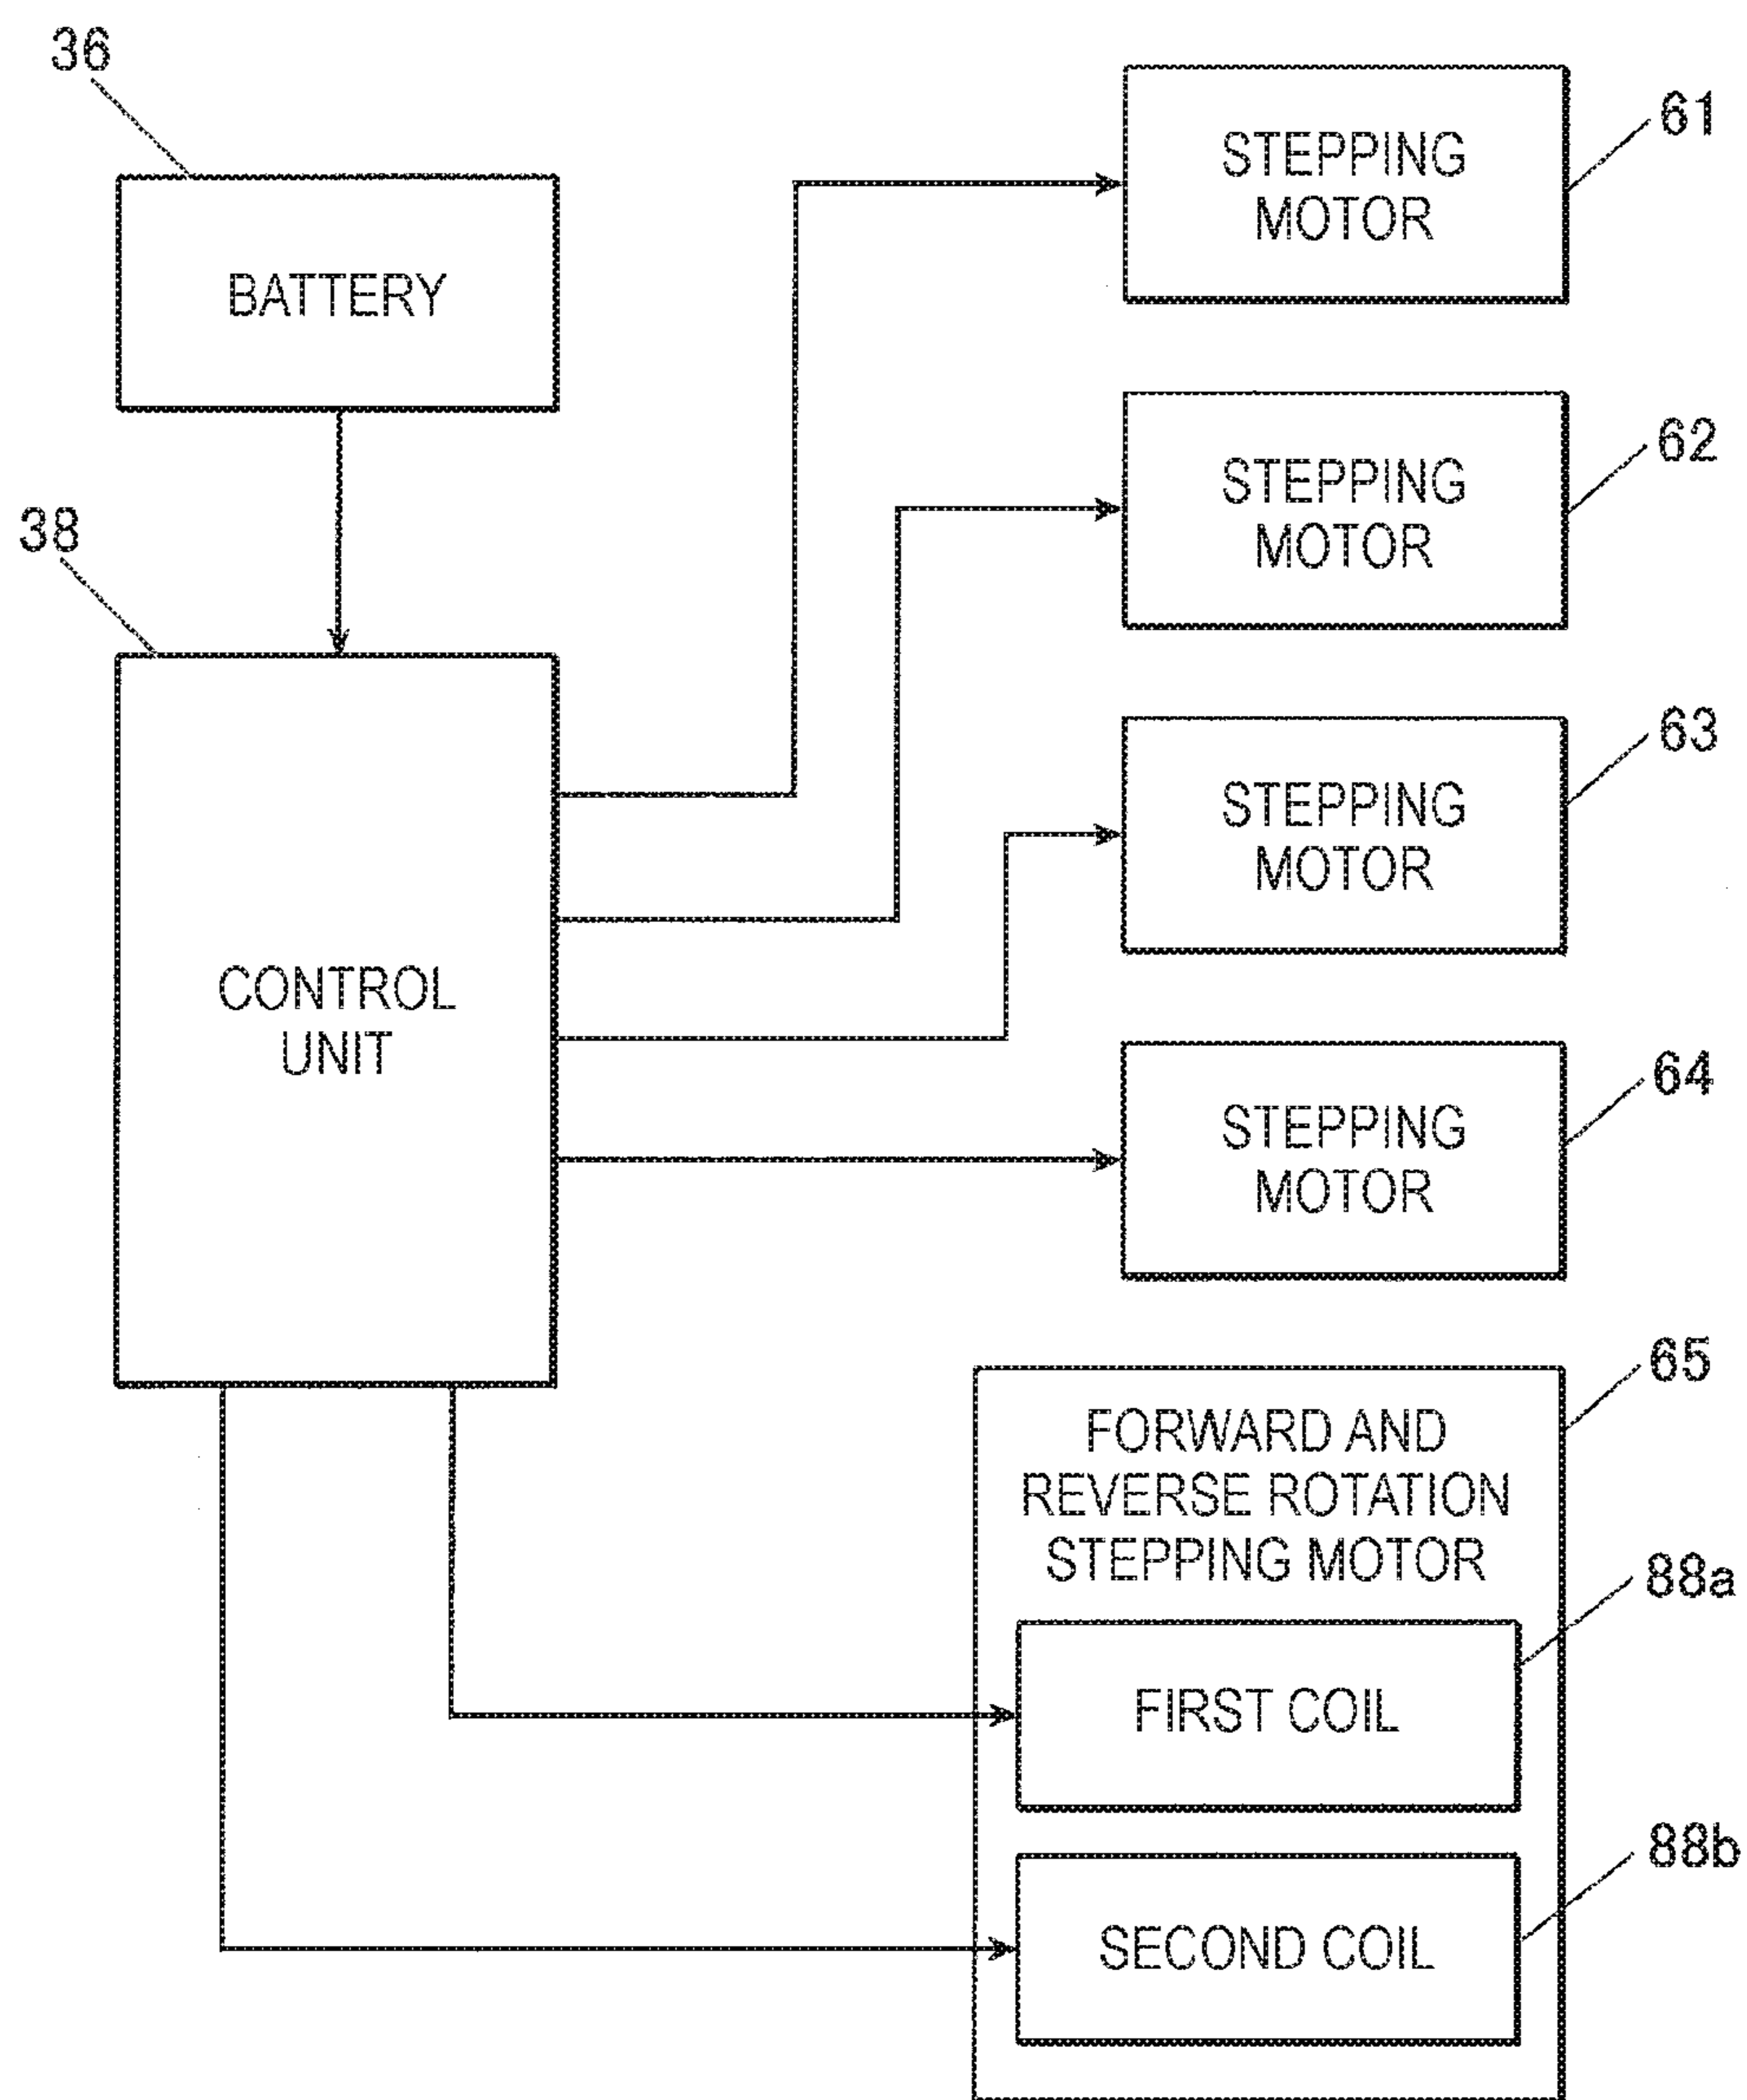 36
BATTERY
38
CONTROL
UNIT
STEPPING
MOTOR
61
STEPPING
MOTOR
62
STEPPING
MOTOR
63
STEPPING
MOTOR
64
FORWARD AND
REVERSE ROTATION
STEPPING MOTOR
65
FIRST COIL
88a
SECOND COIL
88b